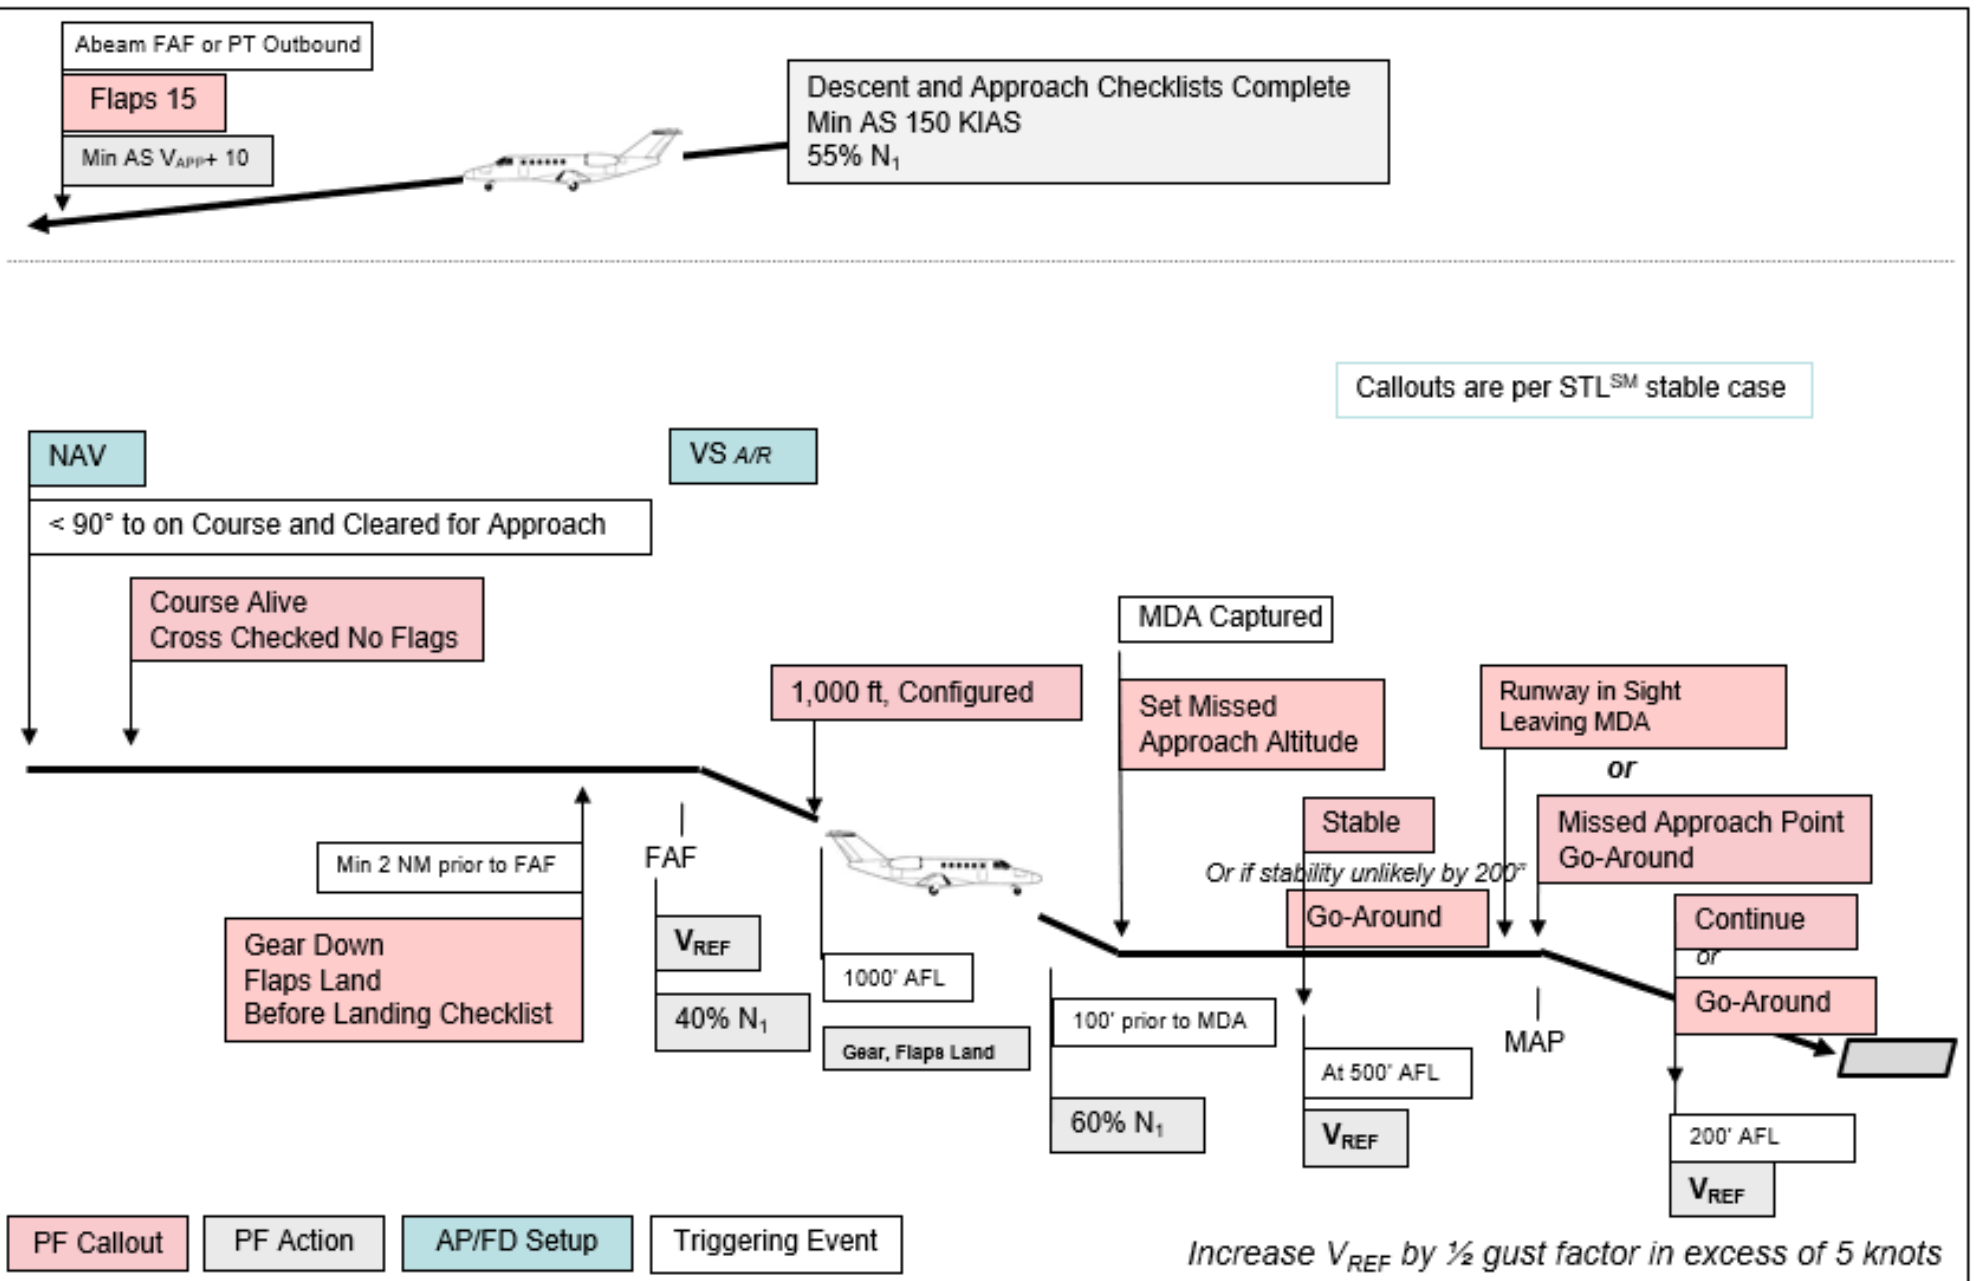 Abeam FAF or PT Outbound
Flaps 15
Min AS VAPP+ 10
Descent and Approach Checklists Complete
Min AS 150 KIAS
55% N1
Callouts are per STLSM stable case
NAV
VS A/R
< 90° to on Course and Cleared for Approach
Course Alive
Cross Checked No Flags
MDA Captured
1,000 ft, Configured
Set Missed
Approach Altitude
Runway in Sight
Leaving MDA
or
Stable
Missed Approach Point
Go-Around
Min 2 NM prior to FAF
FAF
Or if stability unlikely by 200"
Go-Around
Continue
or
Go-Around
Gear Down
Flaps Land
Before Landing Checklist
VREF
40% N1
1000' AFL
Gear, Flaps Land
100' prior to MDA
60% N1
At 500' AFL
VREF
MAP
200' AFL
VREF
PF Callout
PF Action
AP/FD Setup
Triggering Event
Increase VREF by ½ gust factor in excess of 5 knots